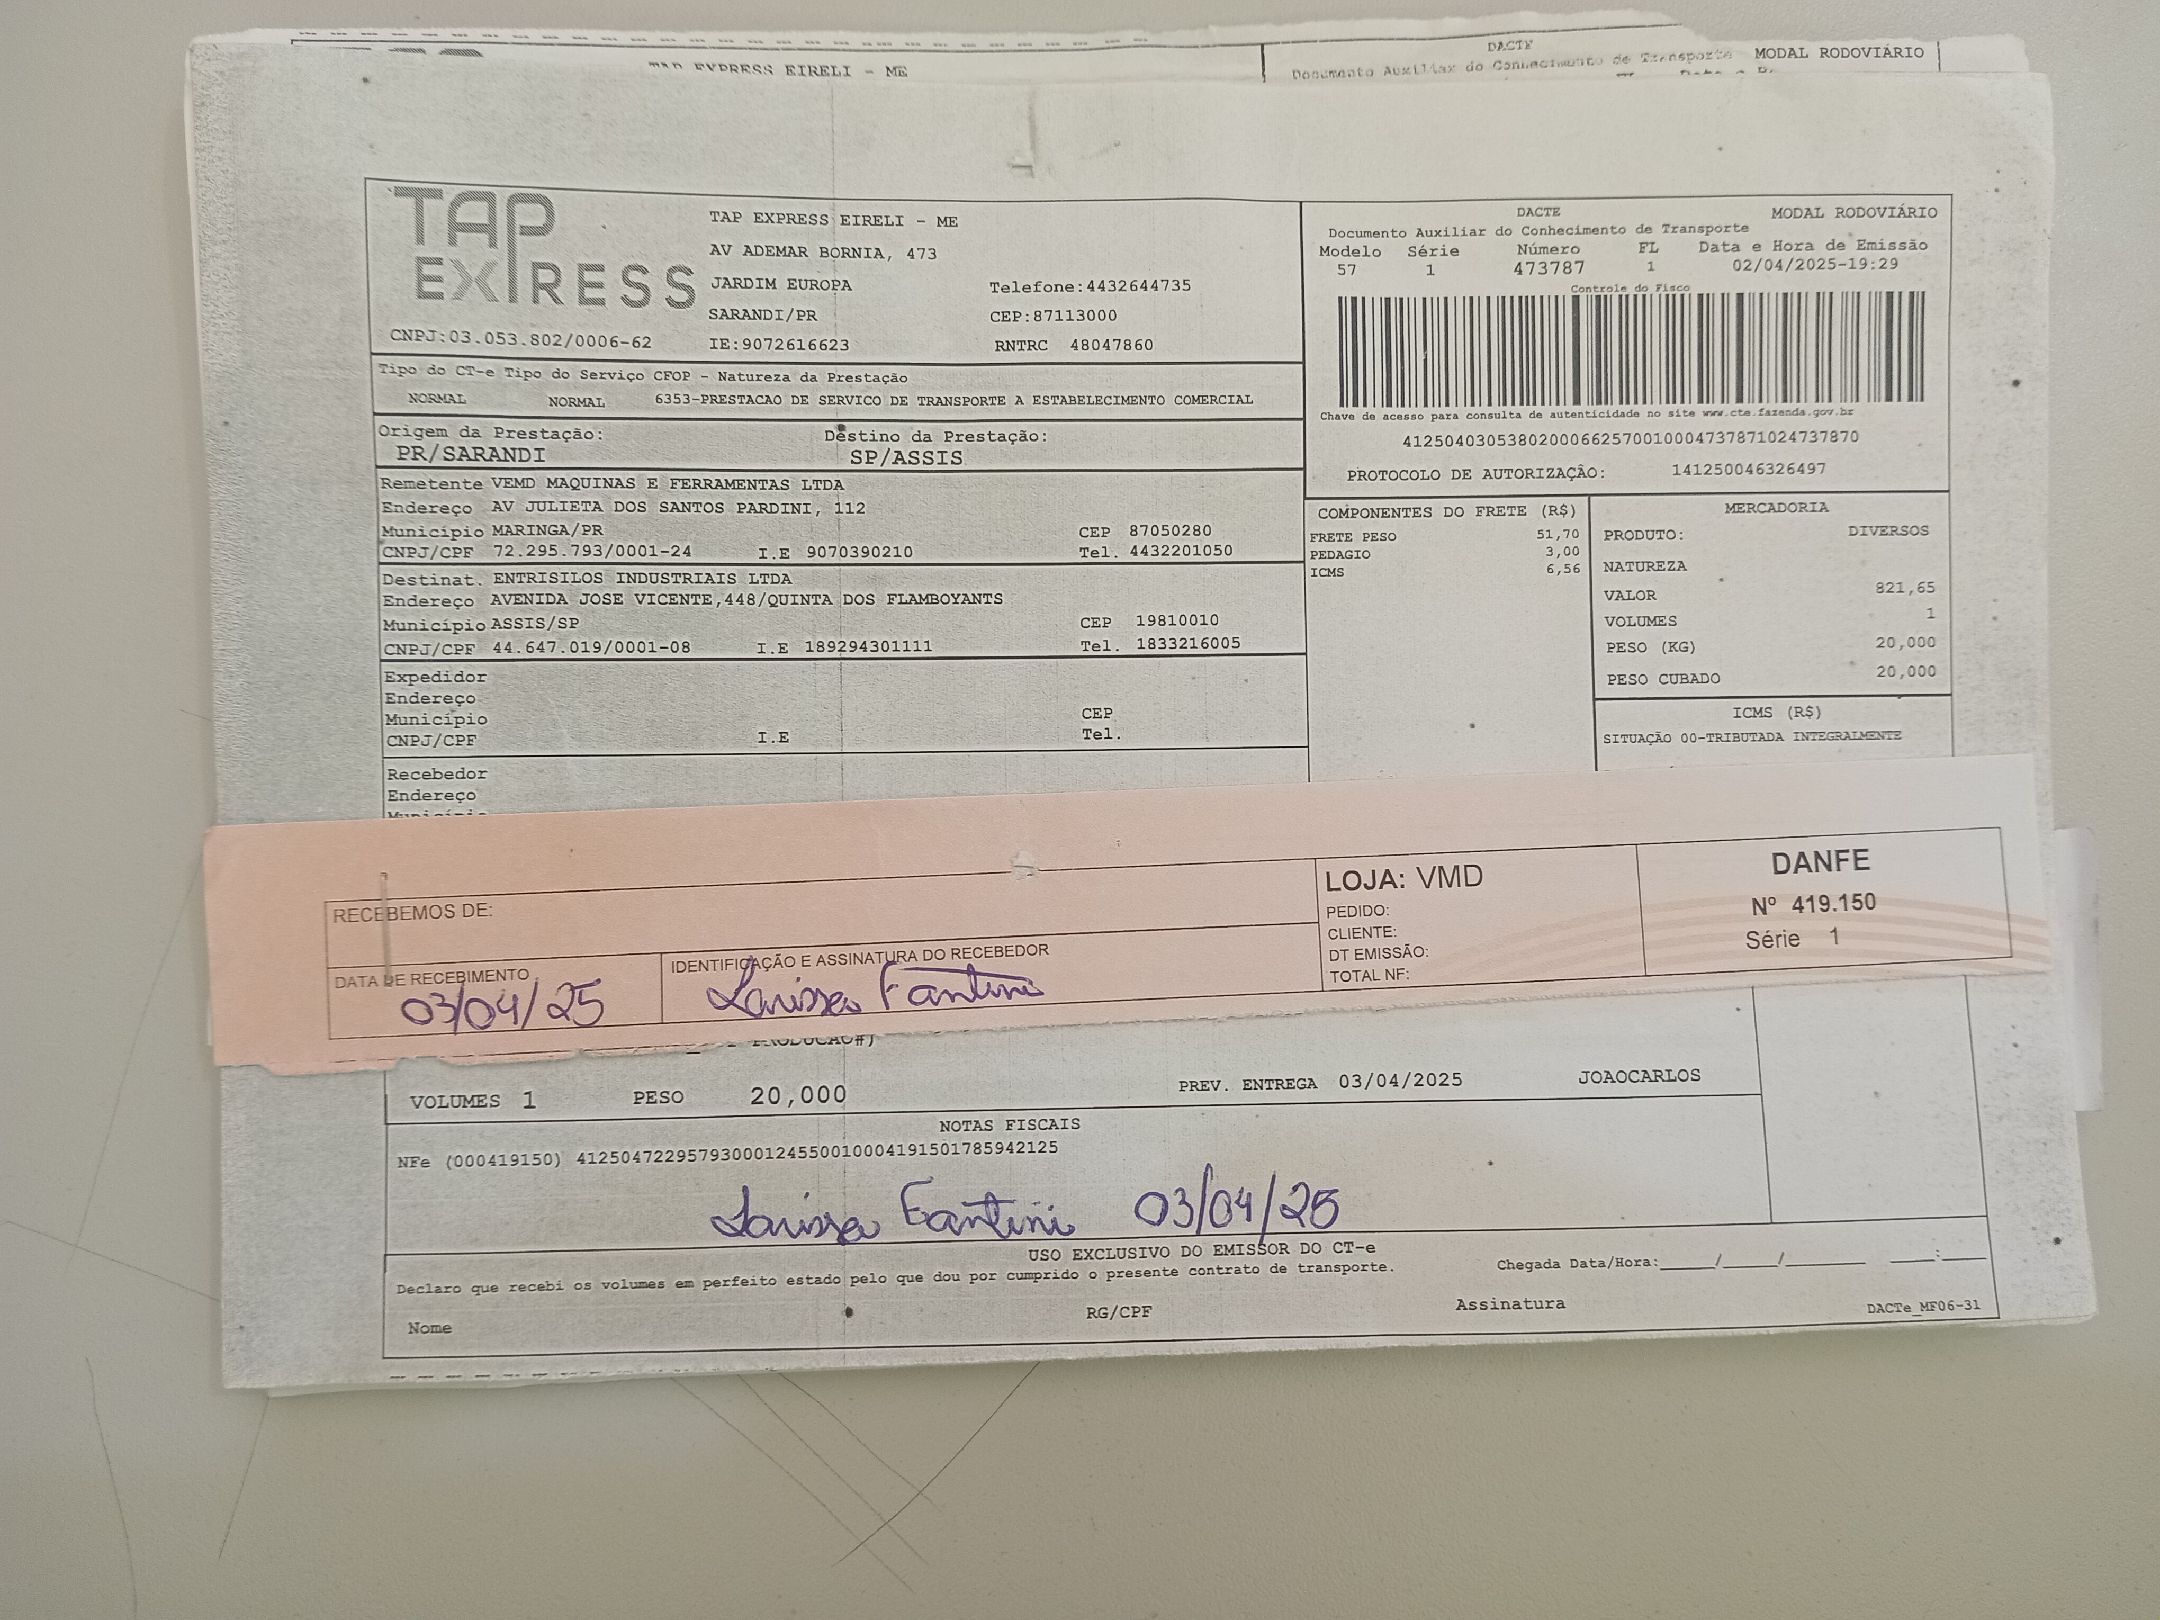 TAP EXPRESS EIRELI - ME
DACTE
Documento Auxiliar do Conhecimento de Transporte MODAL RODOVIÁRIO
TAP EXPRESS
CNPJ:03.053.802/0006-62
TAP EXPRESS EIRELI - ME
AV ADEMAR BORNIA, 473
JARDIM EUROPA Telefone:4432644735
SARANDI/PR CEP:87113000
IE:9072616623 RNTRC 48047860
DACTE MODAL RODOVIÁRIO
Documento Auxiliar do Conhecimento de Transporte
Modelo Série Número FL Data e Hora de Emissão
57 1 473787 1 02/04/2025-19:29
Controle do Fisco
Chave de acesso para consulta de autenticidade no site www.cte.fazenda.gov.br
41250403053802000662570010004737871024737870
PROTOCOLO DE AUTORIZAÇÃO: 141250046326497
Tipo do CT-e Tipo do Serviço CFOP - Natureza da Prestação
NORMAL NORMAL 6353-PRESTACAO DE SERVICO DE TRANSPORTE A ESTABELECIMENTO COMERCIAL
Origem da Prestação: Destino da Prestação:
PR/SARANDI SP/ASSIS
Remetente VEMD MAQUINAS E FERRAMENTAS LTDA
Endereço AV JULIETA DOS SANTOS PARDINI, 112
Município MARINGA/PR CEP 87050280
CNPJ/CPF 72.295.793/0001-24 I.E 9070390210 Tel. 4432201050
Destinat. ENTRISILOS INDUSTRIAIS LTDA
Endereço AVENIDA JOSE VICENTE,448/QUINTA DOS FLAMBOYANTS
Município ASSIS/SP CEP 19810010
CNPJ/CPF 44.647.019/0001-08 I.E 189294301111 Tel. 1833216005
Expedidor
Endereço
Município CEP
CNPJ/CPF I.E Tel.
Recebedor
Endereço
COMPONENTES DO FRETE (R$)
FRETE PESO 51,70
PEDAGIO 3,00
ICMS 6,56
MERCADORIA
PRODUTO: DIVERSOS
NATUREZA
VALOR 821,65
VOLUMES 1
PESO (KG) 20,000
PESO CUBADO 20,000
ICMS (R$)
SITUAÇÃO 00-TRIBUTADA INTEGRALMENTE
RECEBEMOS DE:
DATA DE RECEBIMENTO
03/04/25
IDENTIFICAÇÃO E ASSINATURA DO RECEBEDOR
Larissa Fantini
LOJA: VMD
PEDIDO:
CLIENTE:
DT EMISSÃO:
TOTAL NF:
DANFE
Nº 419.150
Série 1
VOLUMES 1 PESO 20,000 PREV. ENTREGA 03/04/2025 JOAOCARLOS
NOTAS FISCAIS
NFe (000419150) 41250472295793000124550010004191501785942125
Larissa Fantini 03/04/25
USO EXCLUSIVO DO EMISSOR DO CT-e
Declaro que recebi os volumes em perfeito estado pelo que dou por cumprido o presente contrato de transporte. Chegada Data/Hora:____/____/______ ____:____
Nome RG/CPF Assinatura DACTe_MF06-31